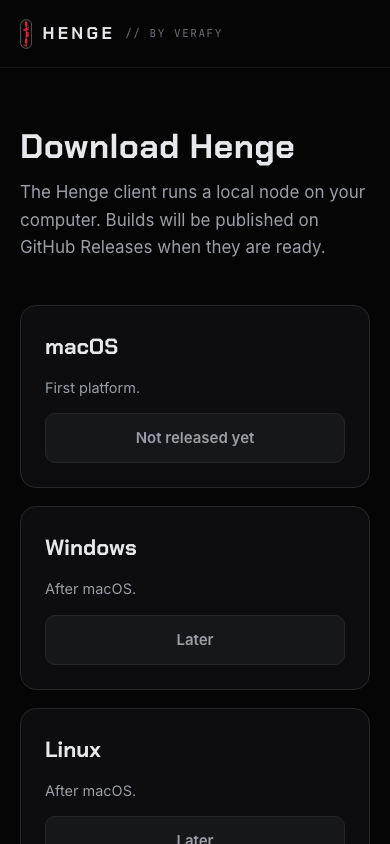 HENGE // BY VERAFY
Download Henge
The Henge client runs a local node on your
computer. Builds will be published on
GitHub Releases when they are ready.
macOS
First platform.
Not released yet
Windows
After macOS.
Later
Linux
After macOS.
Later